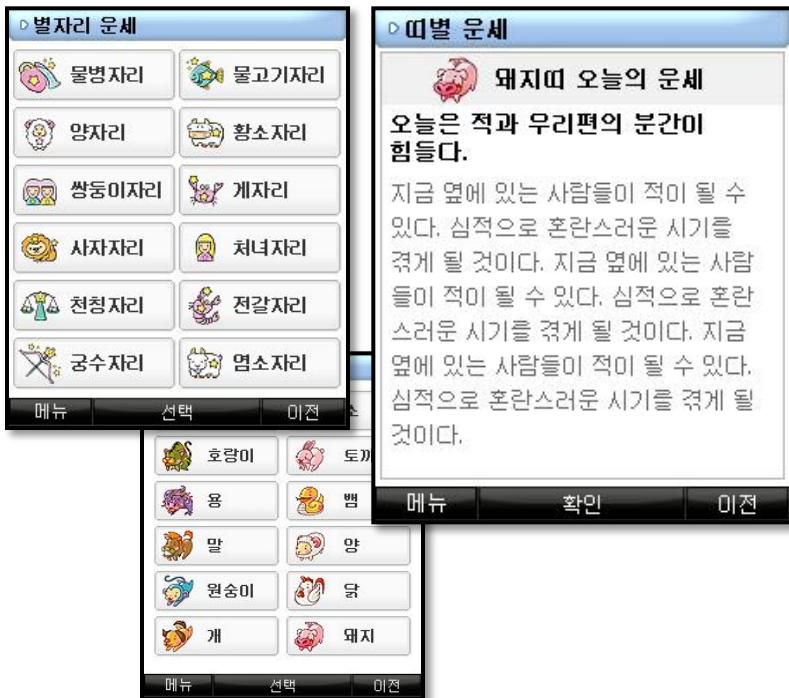 별자리 운세
물병자리 물고기자리
양자리 황소자리
쌍둥이자리 게자리
사자자리 처녀자리
천칭자리 전갈자리
궁수자리 염소자리
메뉴 선택 이전
띠별 운세
돼지띠 오늘의 운세
오늘은 적과 우리편의 분간이
힘들다.
지금 옆에 있는 사람들이 적이 될 수
있다. 심적으로 혼란스러운 시기를
겪게 될 것이다. 지금 옆에 있는 사람
들이 적이 될 수 있다. 심적으로 혼란
스러운 시기를 겪게 될 것이다. 지금
옆에 있는 사람들이 적이 될 수 있다.
심적으로 혼란스러운 시기를 겪게 될
것이다.
메뉴 확인 이전
호랑이 토끼
용 뱀
말 양
원숭이 닭
개 돼지
메뉴 선택 이전